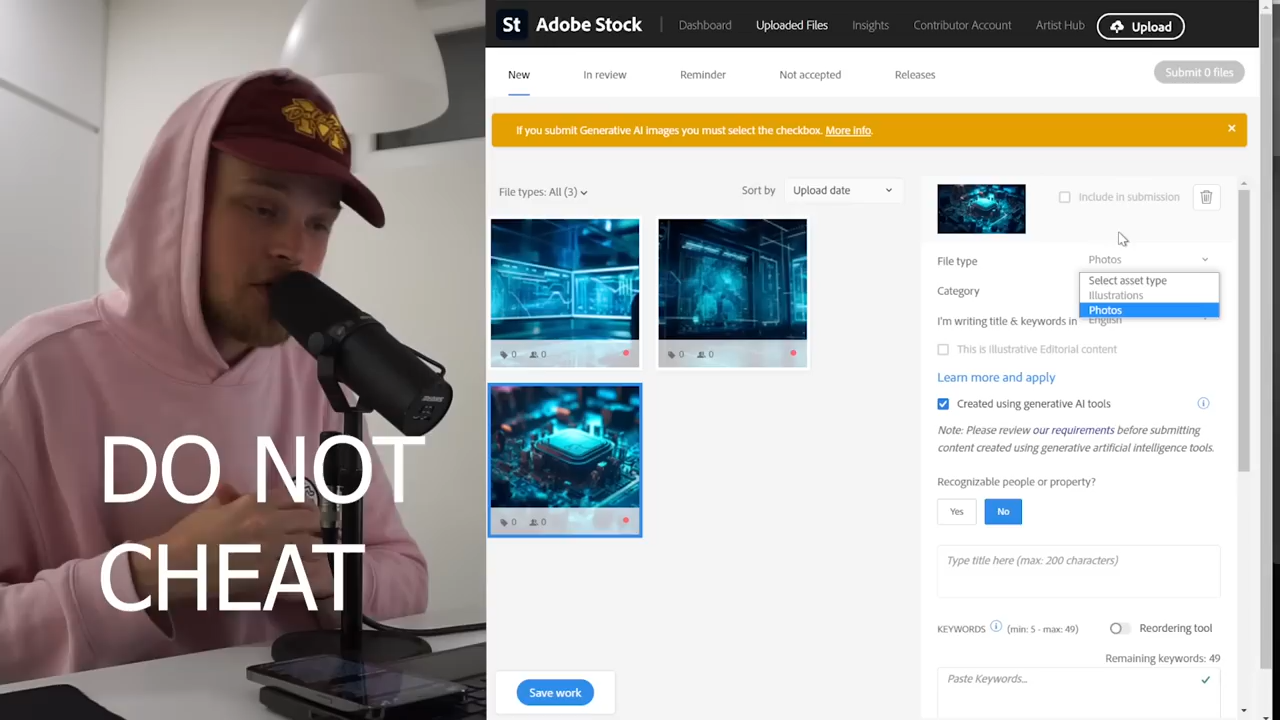 St Adobe Stock Dashboard Uploaded Files Insights Contributor Account Artist Hub Upload
New In review Reminder Not accepted Releases Submit 0 files
If you submit Generative AI images you must select the checkbox. More info.
File types: All (3) Sort by Upload date
Include in submission
File type Photos
Select asset type
Illustrations
Photos
Category
I'm writing title & keywords in English
This is Illustrative Editorial content
Learn more and apply
Created using generative AI tools
Note: Please review our requirements before submitting
content created using generative artificial intelligence tools.
Recognizable people or property?
Yes No
Type title here (max: 200 characters)
KEYWORDS (min: 5 - max: 49) Reordering tool
Remaining keywords: 49
Paste Keywords...
0 0
0 0
0 0
Save work
DO NOT
CHEAT